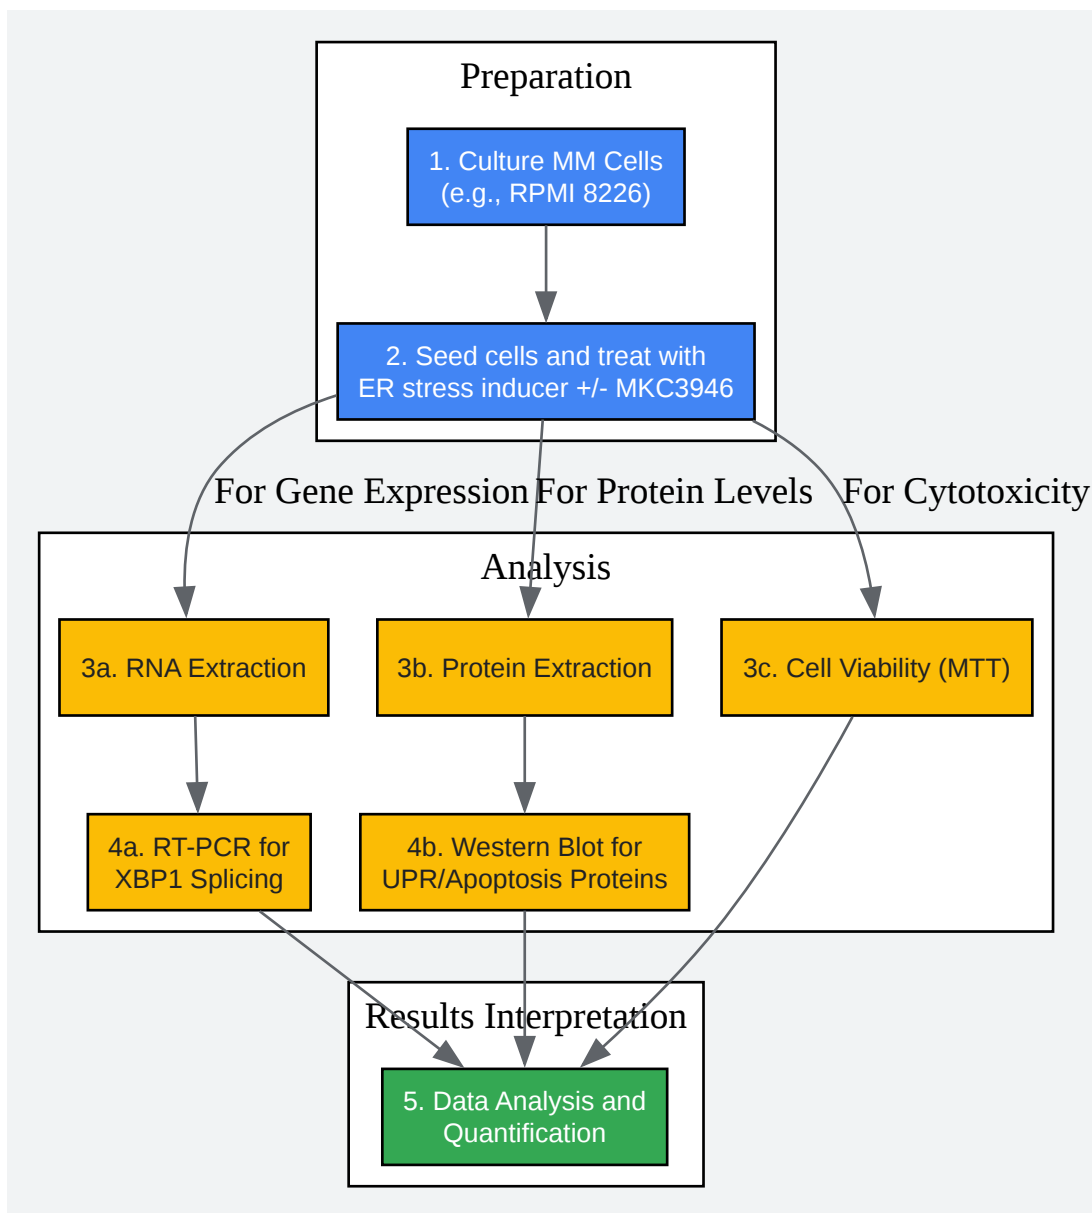 Preparation
1. Culture MM Cells
(e.g., RPMI 8226)
2. Seed cells and treat with
ER stress inducer +/- MKC3946
For Gene Expression
For Protein Levels
For Cytotoxicity
Analysis
3a. RNA Extraction
3b. Protein Extraction
3c. Cell Viability (MTT)
4a. RT-PCR for
XBP1 Splicing
4b. Western Blot for
UPR/Apoptosis Proteins
Results Interpretation
5. Data Analysis and
Quantification